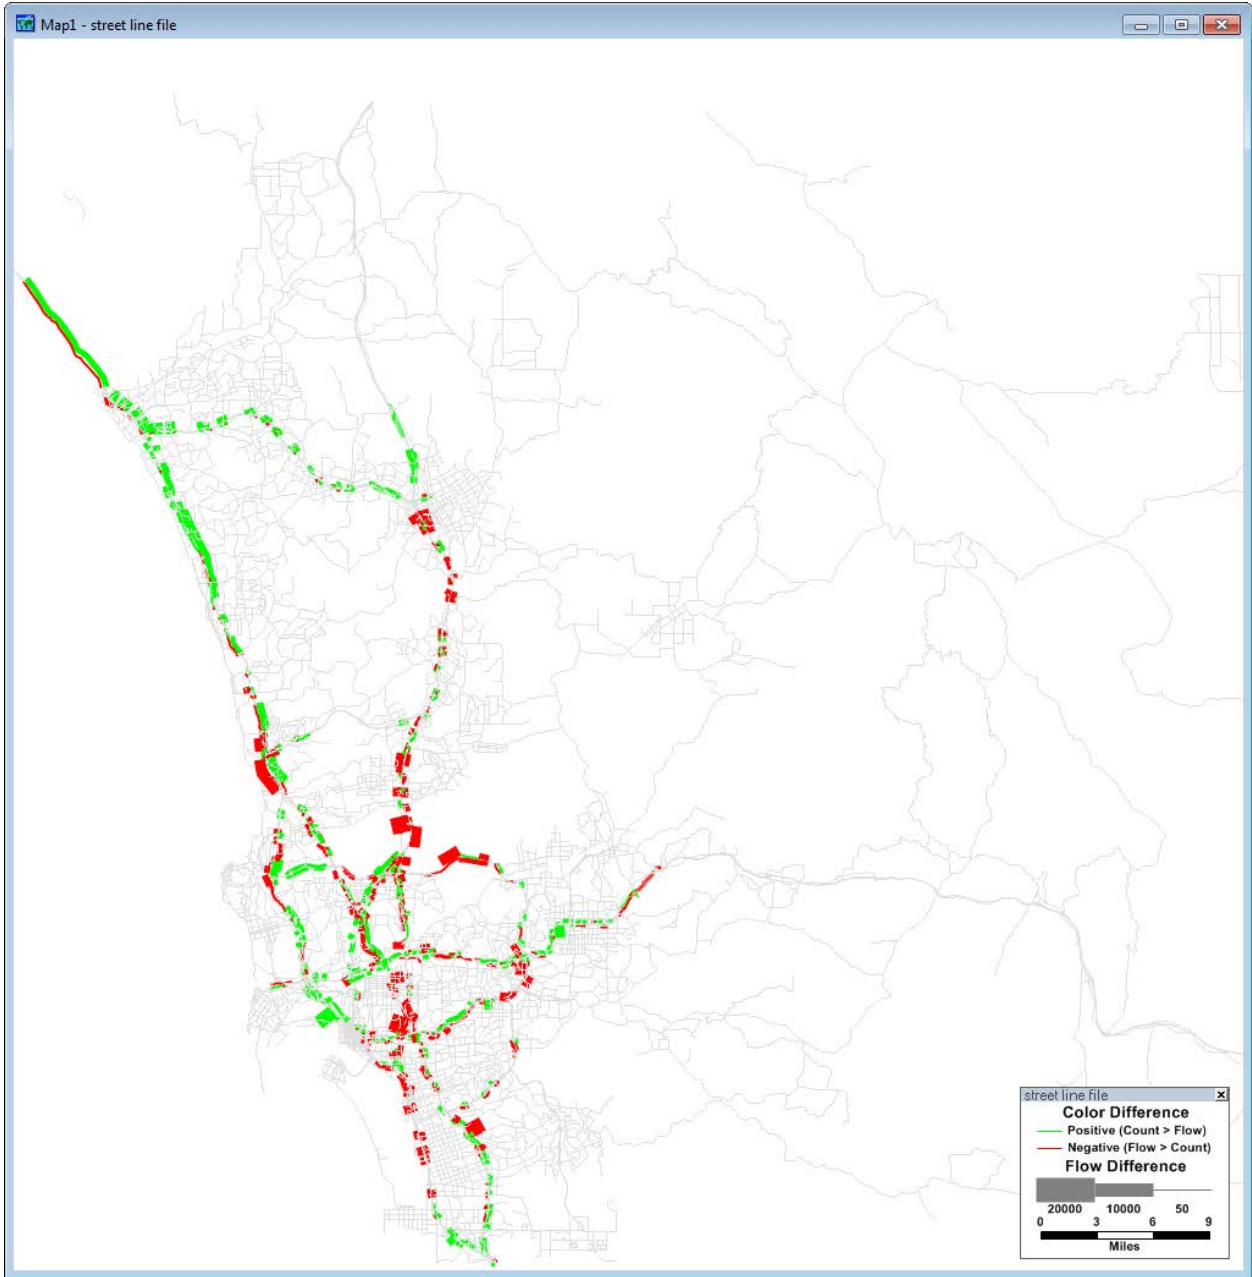 Map1 - street line file
street line file
Color Difference
Positive (Count > Flow)
Negative (Flow > Count)
Flow Difference
20000 10000 50
0 3 6 9
Miles